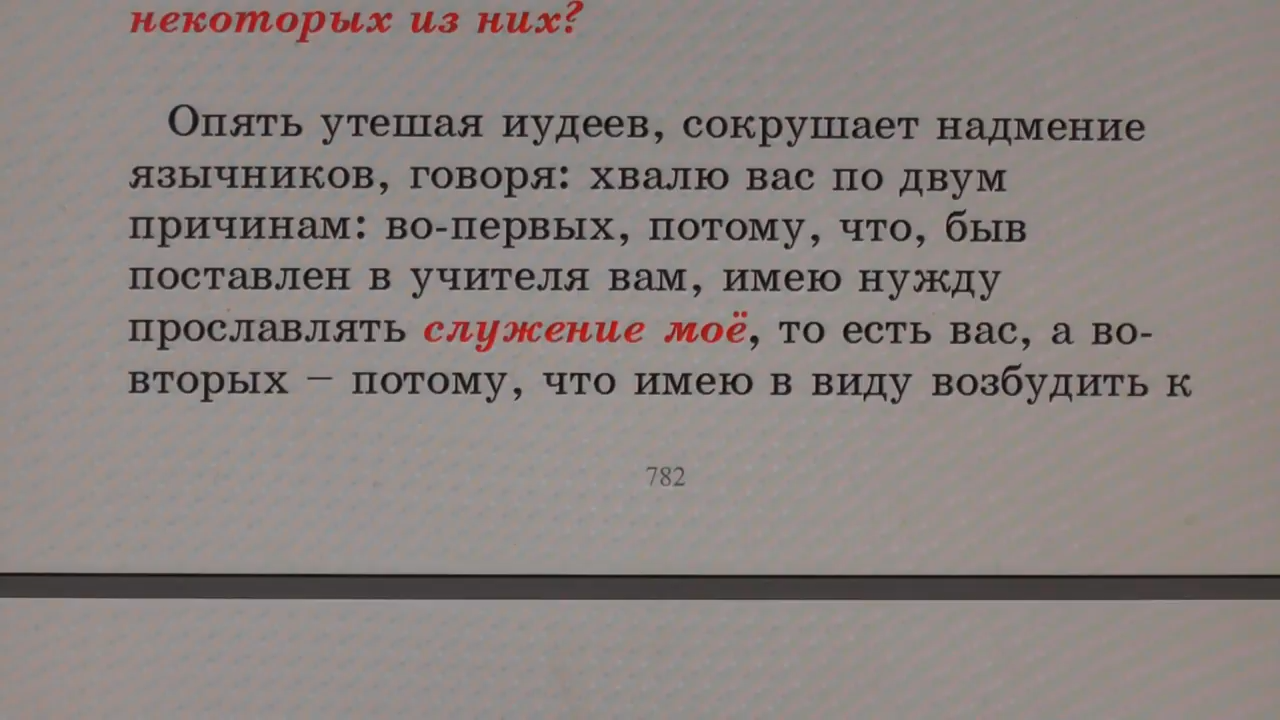 некоторых из них?
Опять утешая иудеев, сокрушает надмение
язычников, говоря: хвалю вас по двум
причинам: во-первых, потому, что, быв
поставлен в учителя вам, имею нужду
прославлять служение моё, то есть вас, а во-
вторых – потому, что имею в виду возбудить к
782